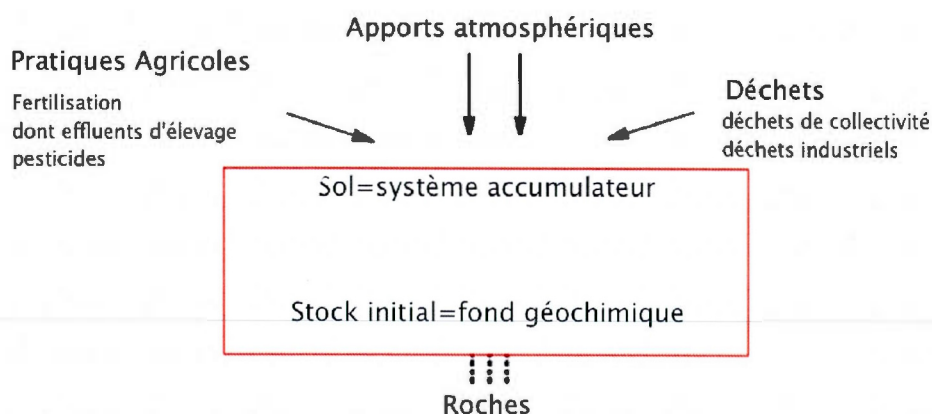 Apports atmosphériques
Pratiques Agricoles
Fertilisation
dont effluents d'élevage
pesticides
Déchets
déchets de collectivité
déchets industriels
Sol=système accumulateur
Stock initial=fond géochimique
Roches